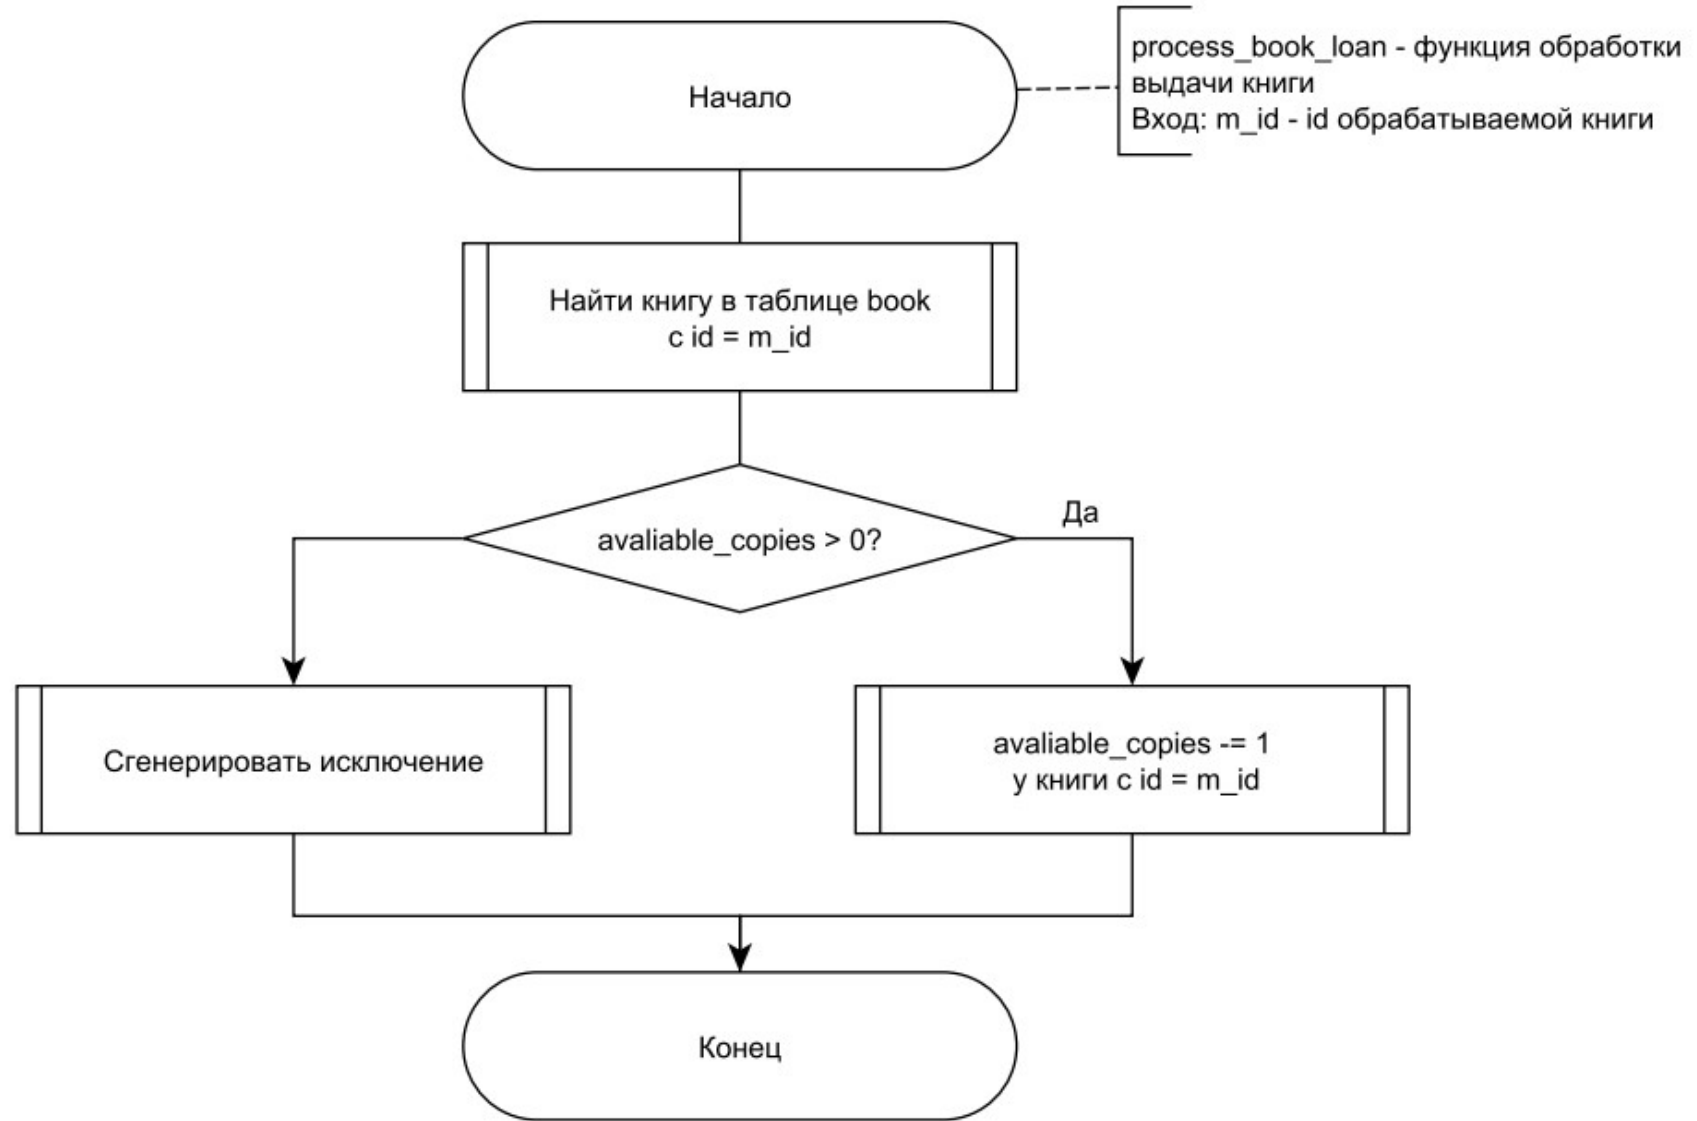 process_book_loan - функция обработки
выдачи книги
Вход: m_id - id обрабатываемой книги
Начало
Найти книгу в таблице book
с id = m_id
avaliable_copies > 0?
Да
Сгенерировать исключение
avaliable_copies -= 1
у книги с id = m_id
Конец